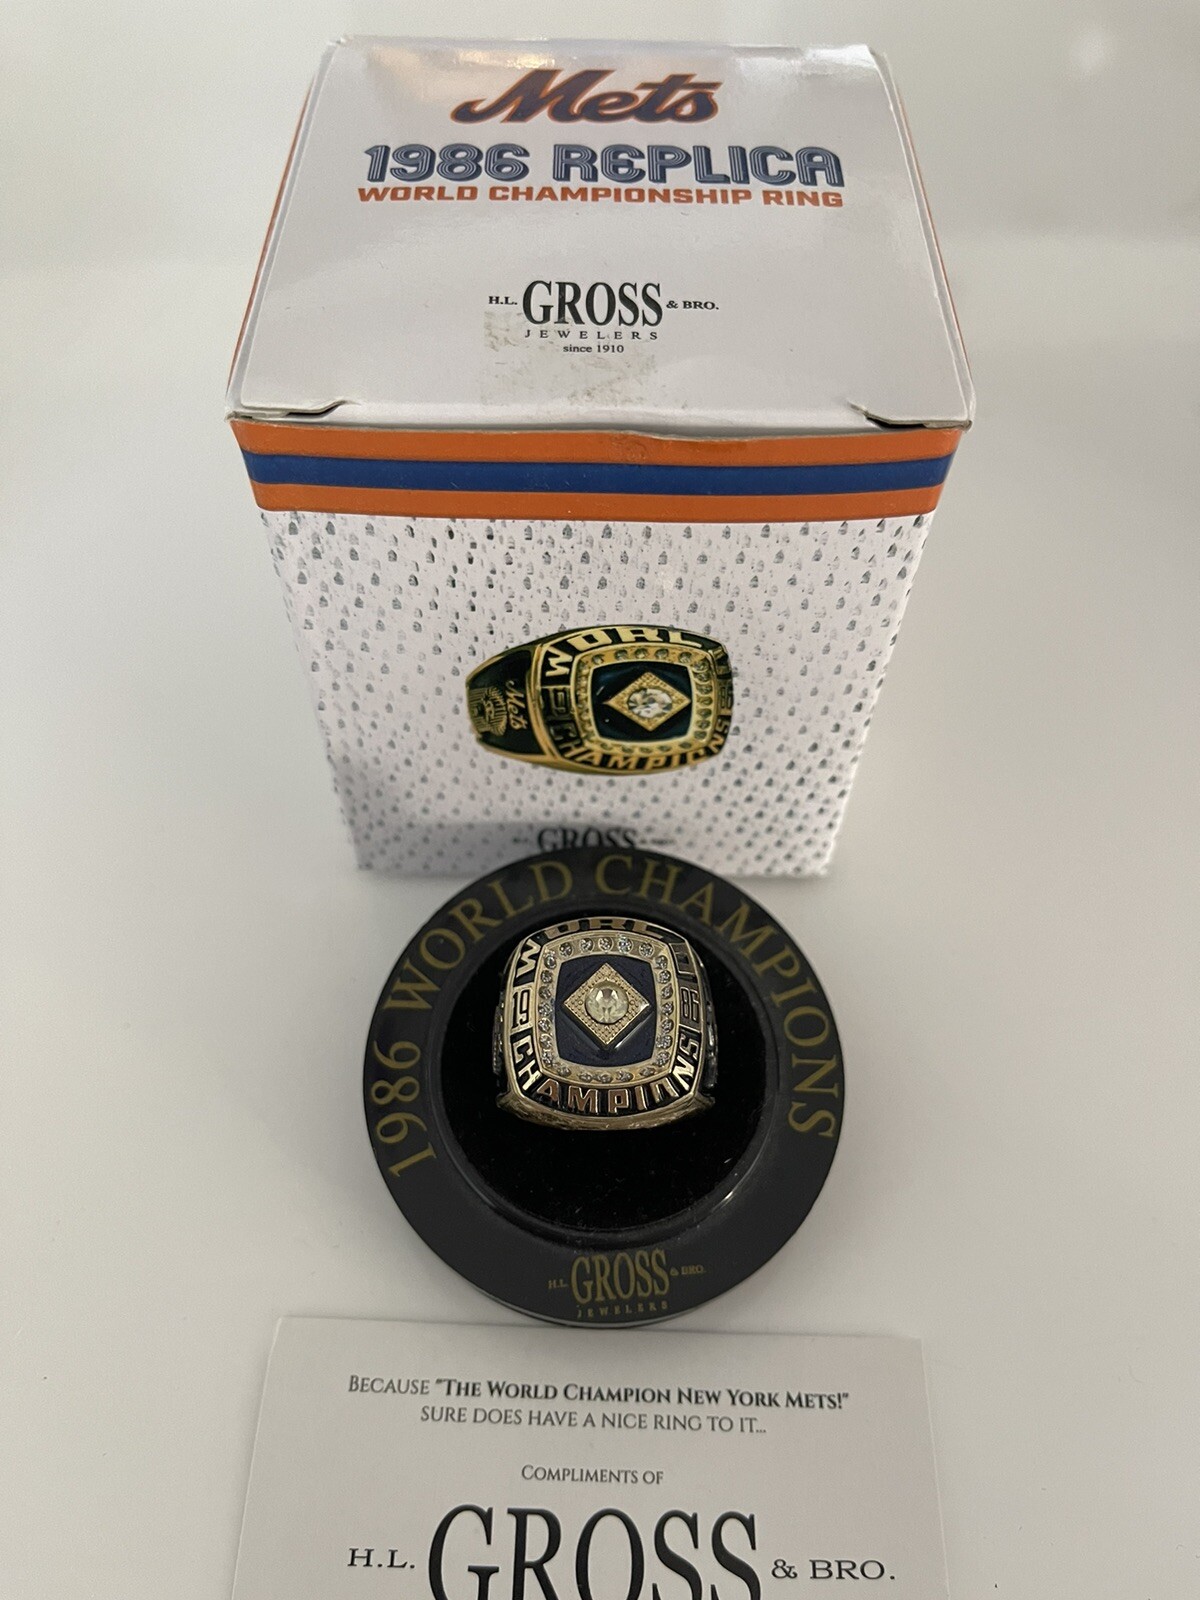 Mets
1986 REPLICA
WORLD CHAMPIONSHIP RING
H.L. GROSS & BRO.
JEWELERS
since 1910
WORLD
Mets
CHAMPIONS
GROSS
1986 WORLD CHAMPIONS
WORLD
19 86
CHAMPIONS
H.L. GROSS & BRO.
JEWELERS
BECAUSE "THE WORLD CHAMPION NEW YORK METS!"
SURE DOES HAVE A NICE RING TO IT...
COMPLIMENTS OF
H.L. GROSS & BRO.